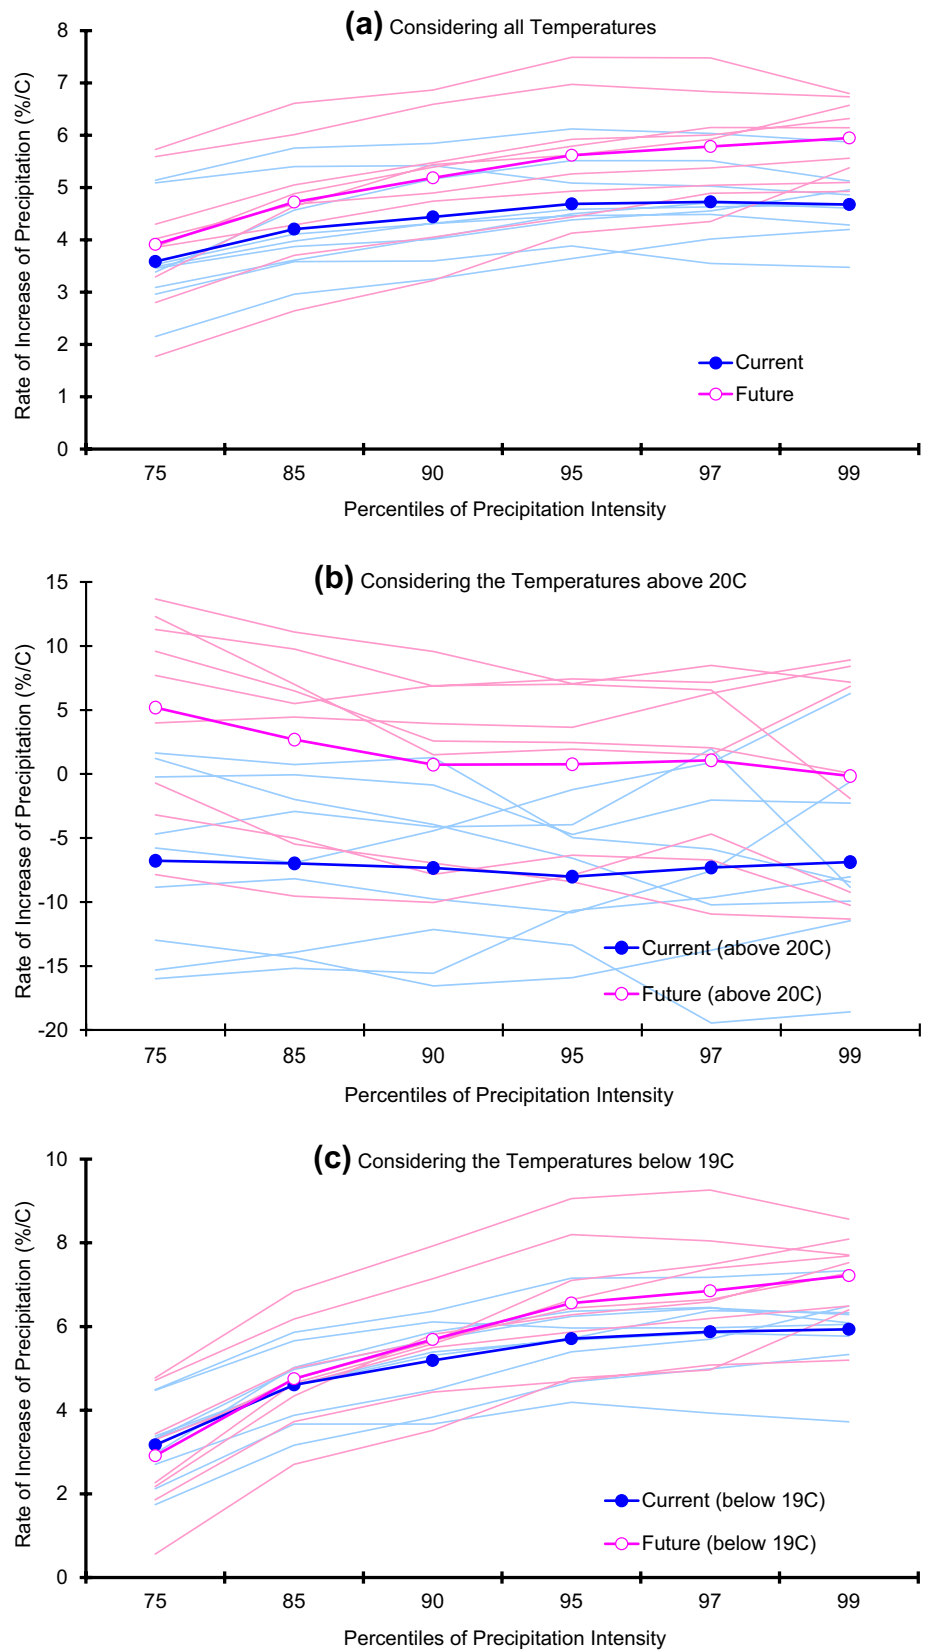 (a) Considering all Temperatures
Rate of Increase of Precipitation (%/C)
8
7
6
5
4
3
2
1
0
Current
Future
75 85 90 95 97 99
Percentiles of Precipitation Intensity
(b) Considering the Temperatures above 20C
Rate of Increase of Precipitation (%/C)
15
10
5
0
-5
-10
-15
-20
Current (above 20C)
Future (above 20C)
75 85 90 95 97 99
Percentiles of Precipitation Intensity
(c) Considering the Temperatures below 19C
Rate of Increase of Precipitation (%/C)
10
8
6
4
2
0
Current (below 19C)
Future (below 19C)
75 85 90 95 97 99
Percentiles of Precipitation Intensity